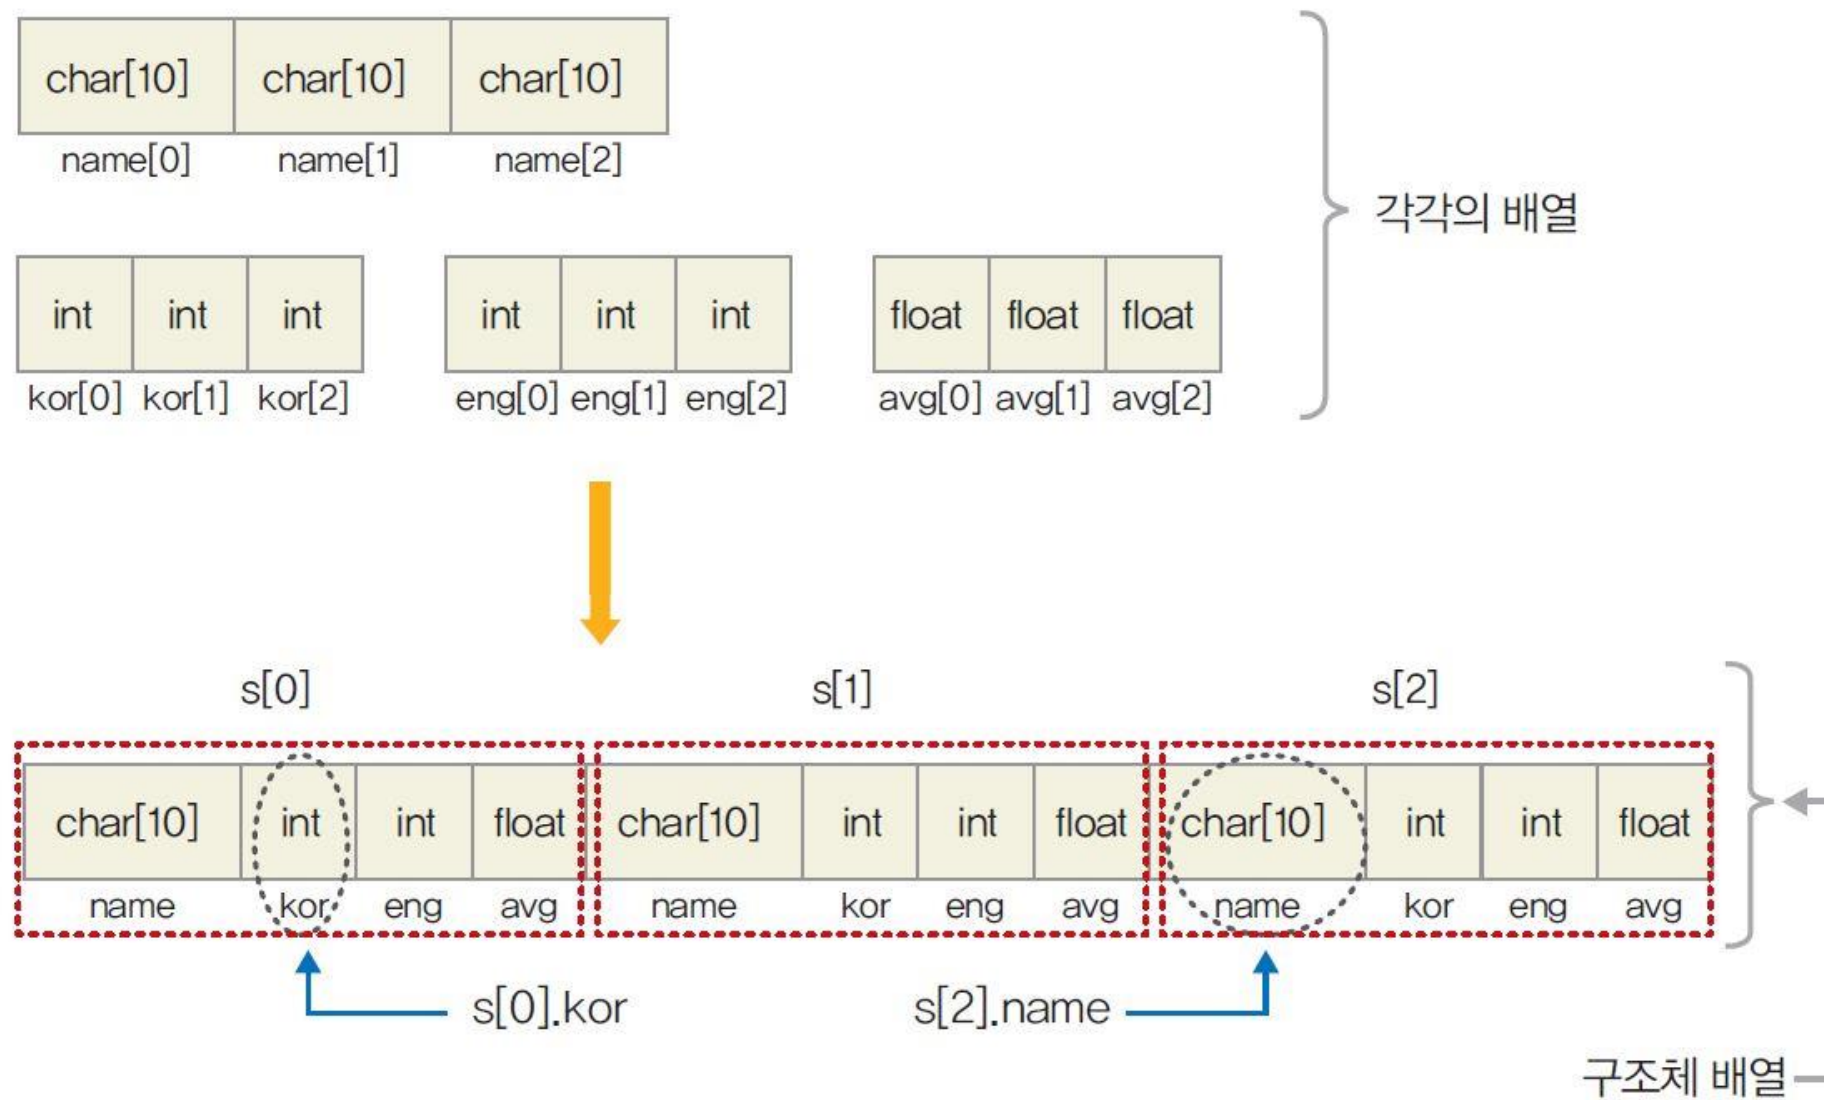 char[10] char[10] char[10]
name[0] name[1] name[2]
각각의 배열
int int int int int int float float float
kor[0] kor[1] kor[2] eng[0] eng[1] eng[2] avg[0] avg[1] avg[2]
s[0] s[1] s[2]
char[10] int int float char[10] int int float char[10] int int float
name kor eng avg name kor eng avg name kor eng avg
s[0].kor s[2].name
구조체 배열